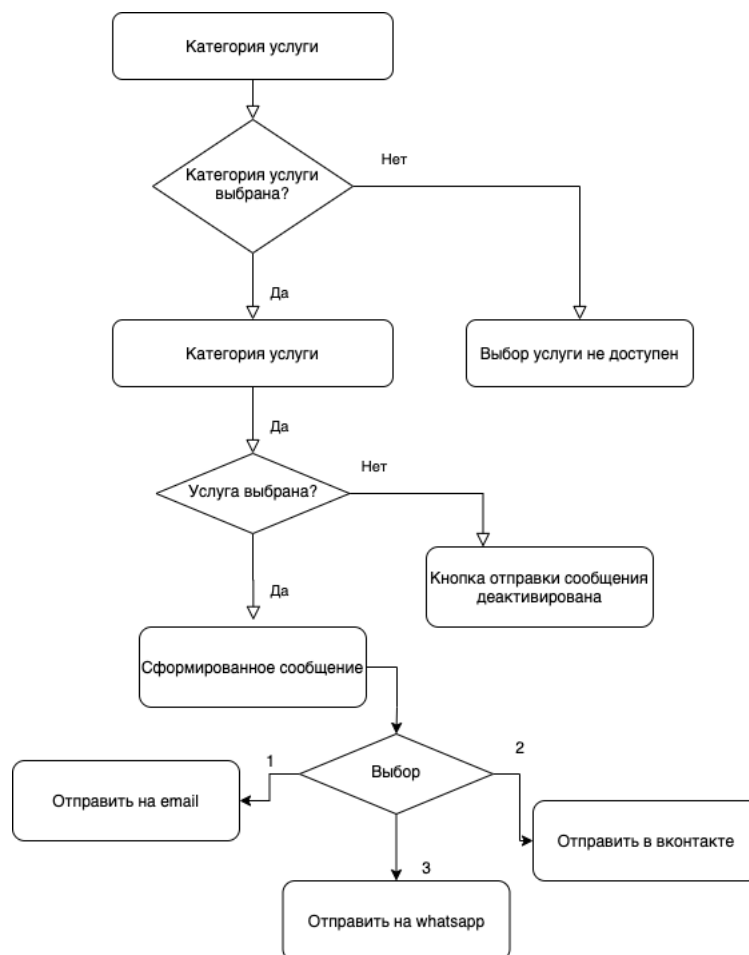 Категория услуги
Нет
Категория услуги
выбрана?
Да
Категория услуги
Выбор услуги не доступен
Да
Нет
Услуга выбрана?
Кнопка отправки сообщения
деактивирована
Да
Сформированное сообщение
1
2
Выбор
Отправить на email
Отправить в вконтакте
3
Отправить на whatsapp